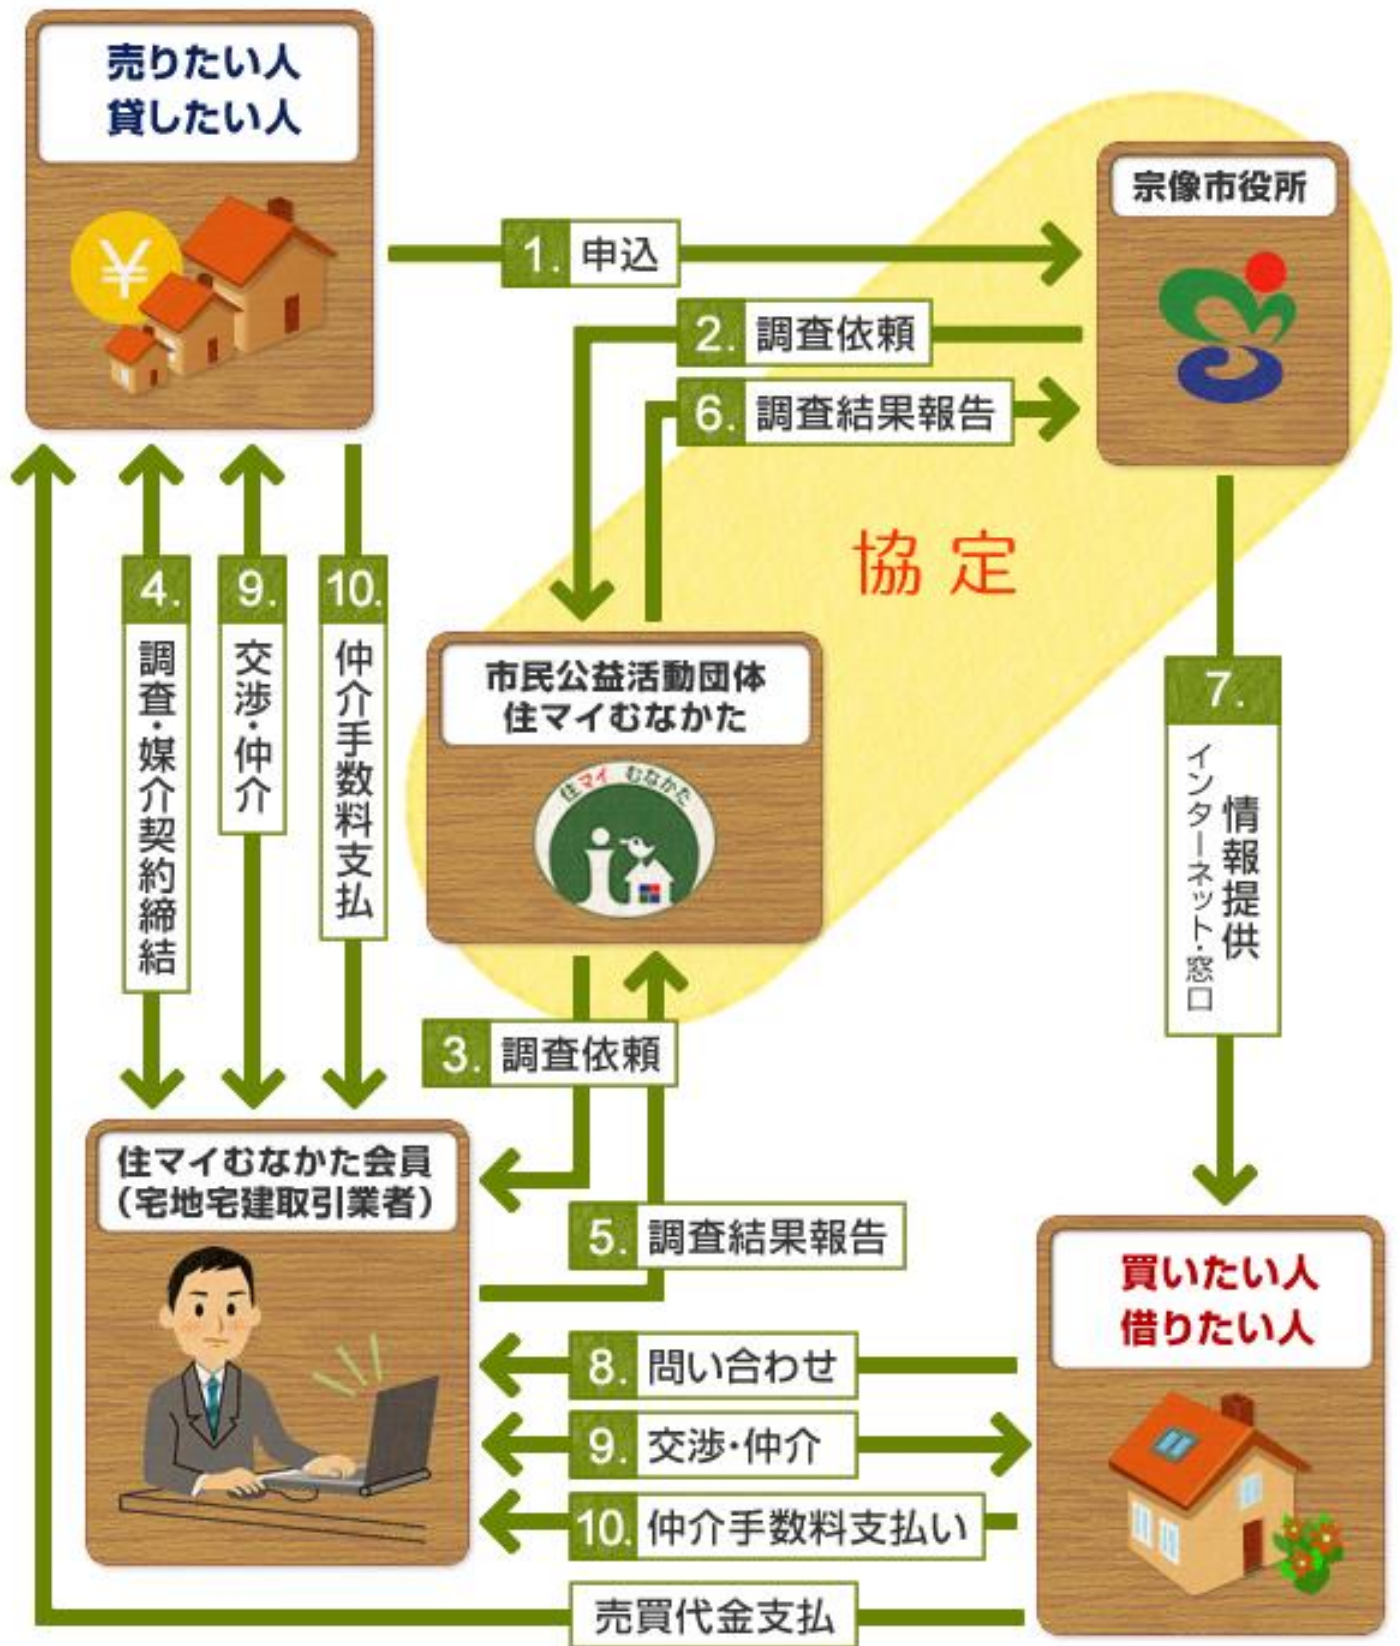 売りたい人
貸したい人
宗像市役所
1. 申込
2. 調査依頼
6. 調査結果報告
協定
4. 調査・媒介契約締結
9. 交渉・仲介
10. 仲介手数料支払
市民公益活動団体
住マイむなかた
住マイ むなかた
7.
情報提供
インターネット・窓口
3. 調査依頼
住マイむなかた会員
（宅地宅建取引業者）
5. 調査結果報告
買いたい人
借りたい人
8. 問い合わせ
9. 交渉・仲介
10. 仲介手数料支払い
売買代金支払